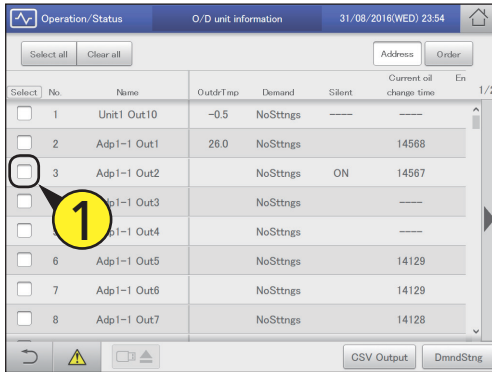 Operation/Status O/D unit information 31/08/2016(WED) 23:54
Select all Clear all Address Order
Current oil En
Select No. Name OutdrTmp Demand Silent change time 1/2
1 Unit1 Out10 -0.5 NoSttngs ---- ----
2 Adp1-1 Out1 26.0 NoSttngs 14568
3 Adp1-1 Out2 NoSttngs ON 14567
Out3 NoSttngs ----
Out4 NoSttngs ----
6 Adp1-1 Out5 NoSttngs 14129
7 Adp1-1 Out6 NoSttngs 14129
8 Adp1-1 Out7 NoSttngs 14128
1
CSV Output DmndStng